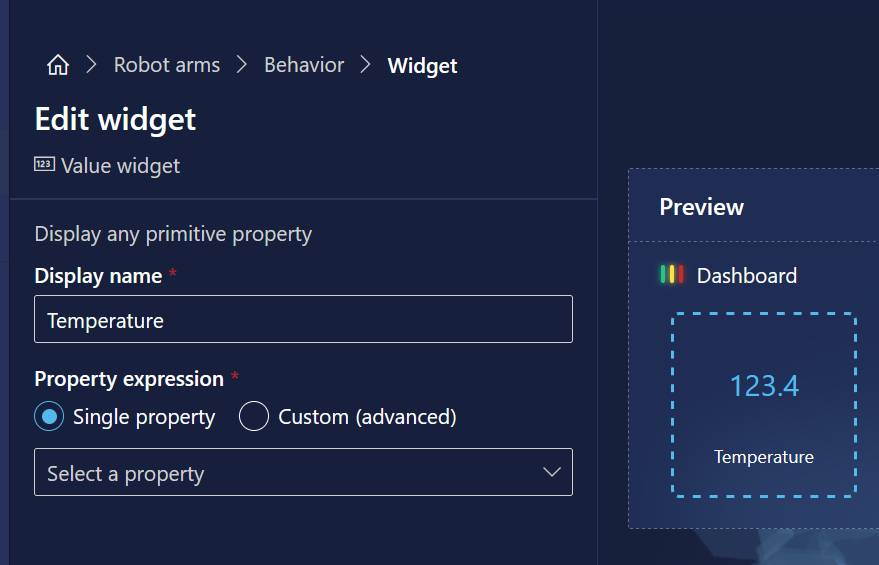 Robot arms > Behavior > Widget
Edit widget
123 Value widget
Display any primitive property
Display name *
Temperature
Property expression *
Single property Custom (advanced)
Select a property
Preview
Dashboard
123.4
Temperature